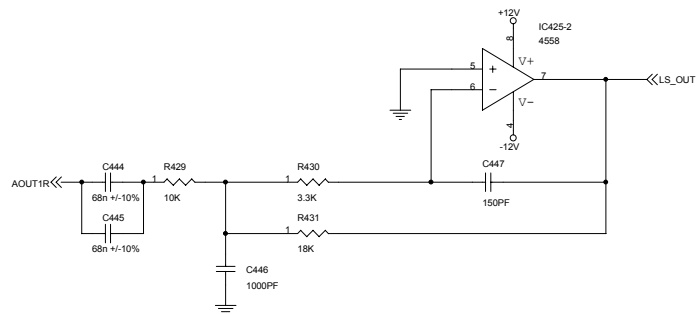 +12V
IC425-2
4558
8
V+
5
+
7
LS_OUT
6
−
V−
4
-12V
C444
R429
R430
C447
AOUT1R
1
1
68n +/-10%
10K
3.3K
150PF
C445
R431
1
68n +/-10%
18K
C446
1000PF